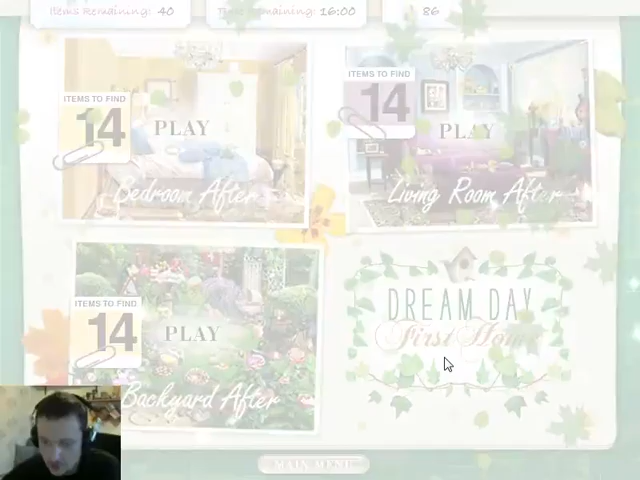 Items Remaining: 40 Time Remaining: 16:00 86
ITEMS TO FIND
14
PLAY
Bedroom After
ITEMS TO FIND
14
PLAY
Living Room After
ITEMS TO FIND
14
PLAY
Backyard After
DREAM DAY
First Home
MAIN MENU